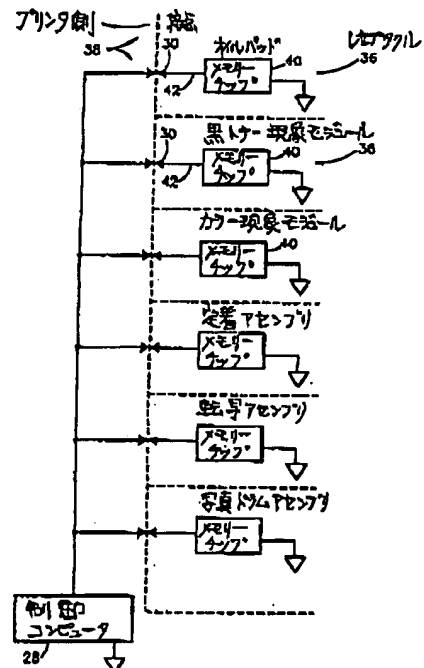 プリンタ側
接続
38
30
オイルパッド
40
レセプタクル
36
メモリー
チップ
42
黒トナー現象モジュール
30
40
36
メモリー
チップ
42
カラー現象モジュール
40
メモリー
チップ
定着アセンブリ
メモリー
チップ
転写アセンブリ
メモリー
チップ
写真ドラムアセンブリ
メモリー
チップ
制御
コンピュータ
28